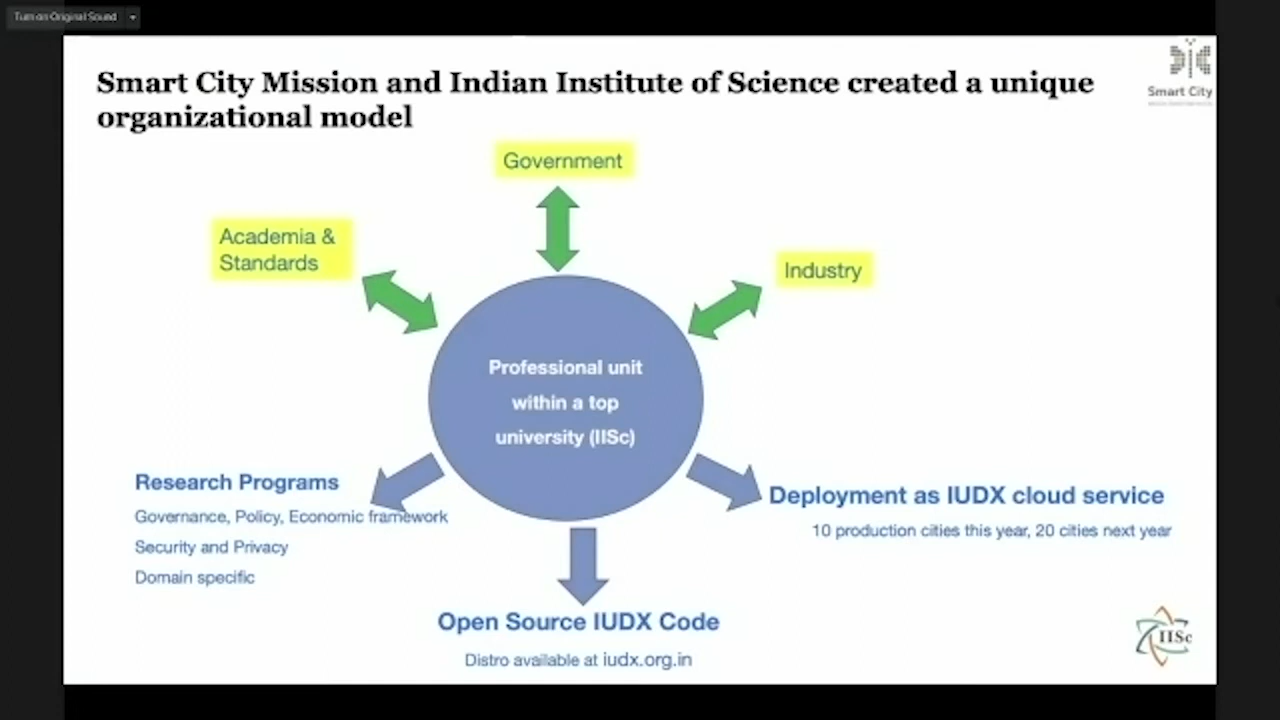 Turn on Original Sound
Smart City Mission and Indian Institute of Science created a unique
organizational model
Smart City
Government
Academia &
Standards
Industry
Professional unit
within a top
university (IISc)
Research Programs
Governance, Policy, Economic framework
Security and Privacy
Domain specific
Deployment as IUDX cloud service
10 production cities this year, 20 cities next year
Open Source IUDX Code
Distro available at iudx.org.in
IISc